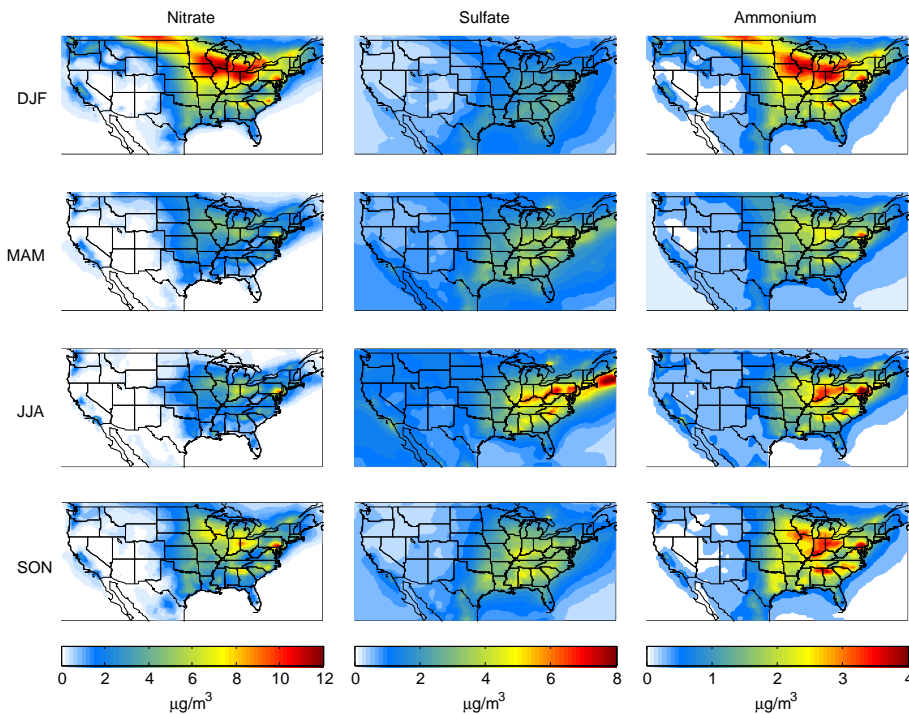 Nitrate Sulfate Ammonium
DJF
MAM
JJA
SON
0 2 4 6 8 10 12 0 2 4 6 8 0 1 2 3 4
μg/m³ μg/m³ μg/m³